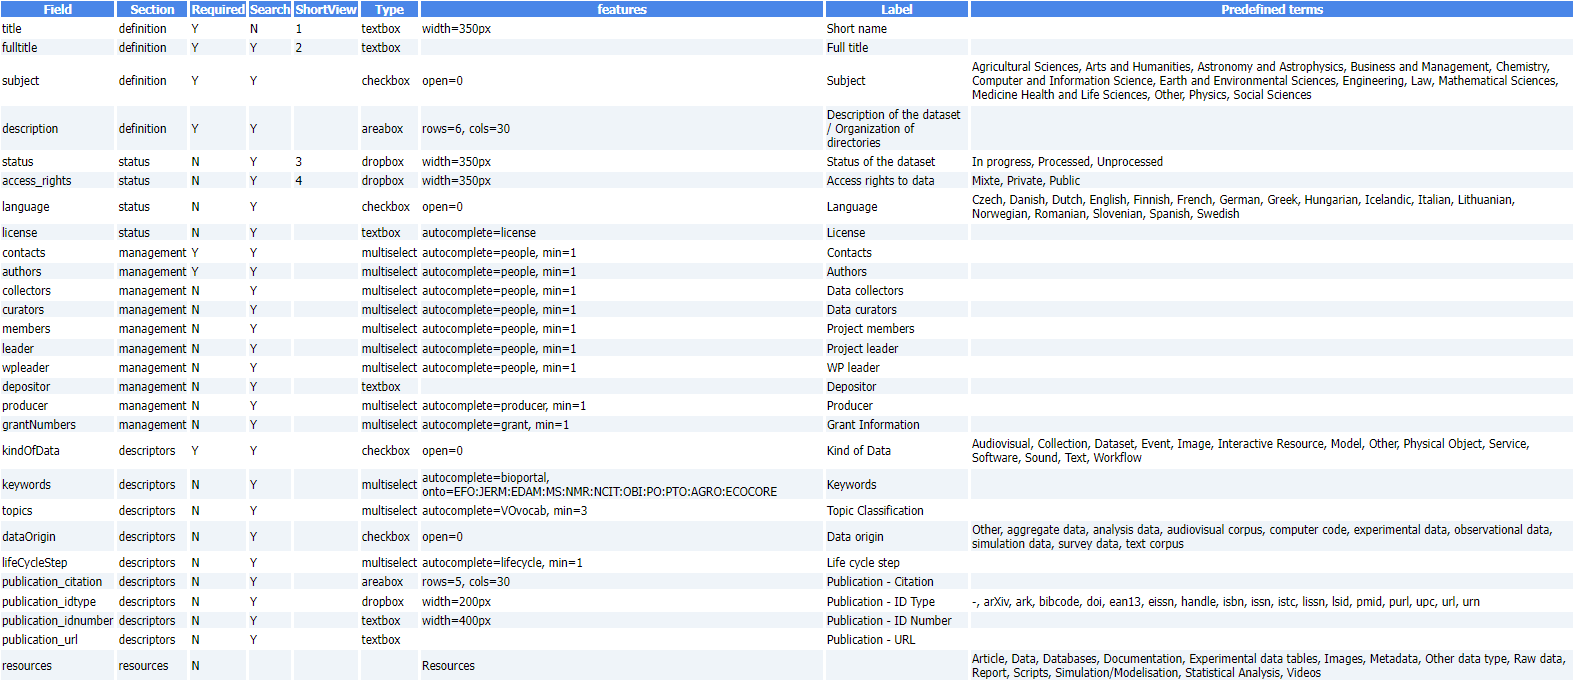 Field Section Required Search ShortView Type features Label Predefined terms
title definition Y N 1 textbox width=350px Short name
fulltitle definition Y Y 2 textbox Full title
subject definition Y Y checkbox open=0 Subject Agricultural Sciences, Arts and Humanities, Astronomy and Astrophysics, Business and Management, Chemistry,
Computer and Information Science, Earth and Environmental Sciences, Engineering, Law, Mathematical Sciences,
Medicine Health and Life Sciences, Other, Physics, Social Sciences
description definition Y Y areabox rows=6, cols=30 Description of the dataset
/ Organization of
directories
status status N Y 3 dropbox width=350px Status of the dataset In progress, Processed, Unprocessed
access_rights status N Y 4 dropbox width=350px Access rights to data Mixte, Private, Public
language status N Y checkbox open=0 Language Czech, Danish, Dutch, English, Finnish, French, German, Greek, Hungarian, Icelandic, Italian, Lithuanian,
Norwegian, Romanian, Slovenian, Spanish, Swedish
license status N Y textbox autocomplete=license License
contacts management Y Y multiselect autocomplete=people, min=1 Contacts
authors management Y Y multiselect autocomplete=people, min=1 Authors
collectors management N Y multiselect autocomplete=people, min=1 Data collectors
curators management N Y multiselect autocomplete=people, min=1 Data curators
members management N Y multiselect autocomplete=people, min=1 Project members
leader management N Y multiselect autocomplete=people, min=1 Project leader
wpleader management N Y multiselect autocomplete=people, min=1 WP leader
depositor management N Y textbox Depositor
producer management N Y multiselect autocomplete=producer, min=1 Producer
grantNumbers management N Y multiselect autocomplete=grant, min=1 Grant Information
kindOfData descriptors Y Y checkbox open=0 Kind of Data Audiovisual, Collection, Dataset, Event, Image, Interactive Resource, Model, Other, Physical Object, Service,
Software, Sound, Text, Workflow
keywords descriptors N Y multiselect autocomplete=bioportal,
onto=EFO:JERM:EDAM:MS:NMR:NCIT:OBI:PO:PTO:AGRO:ECOCORE Keywords
topics descriptors N Y multiselect autocomplete=VOvocab, min=3 Topic Classification
dataOrigin descriptors N Y checkbox open=0 Data origin Other, aggregate data, analysis data, audiovisual corpus, computer code, experimental data, observational data,
simulation data, survey data, text corpus
lifeCycleStep descriptors N Y multiselect autocomplete=lifecycle, min=1 Life cycle step
publication_citation descriptors N Y areabox rows=5, cols=30 Publication - Citation
publication_idtype descriptors N Y dropbox width=200px Publication - ID Type -, arXiv, ark, bibcode, doi, ean13, eissn, handle, isbn, issn, istc, lissn, lsid, pmid, purl, upc, url, urn
publication_idnumber descriptors N Y textbox width=400px Publication - ID Number
publication_url descriptors N Y textbox Publication - URL
resources resources N Resources Article, Data, Databases, Documentation, Experimental data tables, Images, Metadata, Other data type, Raw data,
Report, Scripts, Simulation/Modelisation, Statistical Analysis, Videos